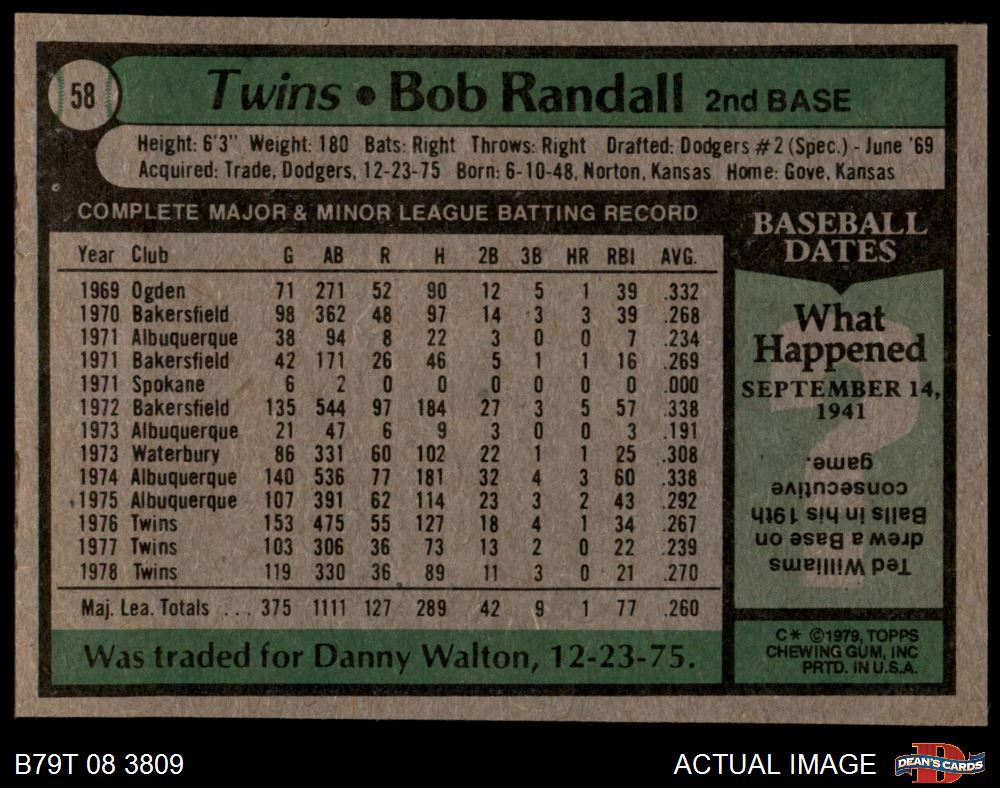 58
Twins • Bob Randall 2nd BASE
Height: 6'3" Weight: 180 Bats: Right Throws: Right Drafted: Dodgers #2 (Spec.) - June '69
Acquired: Trade, Dodgers, 12-23-75 Born: 6-10-48, Norton, Kansas Home: Gove, Kansas
COMPLETE MAJOR & MINOR LEAGUE BATTING RECORD
Year Club G AB R H 2B 3B HR RBI AVG.
1969 Ogden 71 271 52 90 12 5 1 39 .332
1970 Bakersfield 98 362 48 97 14 3 3 39 .268
1971 Albuquerque 38 94 8 22 3 0 0 7 .234
1971 Bakersfield 42 171 26 46 5 1 1 16 .269
1971 Spokane 6 2 0 0 0 0 0 0 .000
1972 Bakersfield 135 544 97 184 27 3 5 57 .338
1973 Albuquerque 21 47 6 9 3 0 0 3 .191
1973 Waterbury 86 331 60 102 22 1 1 25 .308
1974 Albuquerque 140 536 77 181 32 4 3 60 .338
1975 Albuquerque 107 391 62 114 23 3 2 43 .292
1976 Twins 153 475 55 127 18 4 1 34 .267
1977 Twins 103 306 36 73 13 2 0 22 .239
1978 Twins 119 330 36 89 11 3 0 21 .270
Maj. Lea. Totals ... 375 1111 127 289 42 9 1 77 .260
Was traded for Danny Walton, 12-23-75.
BASEBALL
DATES
What
Happened
SEPTEMBER 14,
1941
Ted Williams
drew a Base on
Balls in his 19th
consecutive
game.
C* ©1979, TOPPS
CHEWING GUM, INC
PRTD. IN U.S.A.
B79T 08 3809
ACTUAL IMAGE
D
DEAN'S CARDS